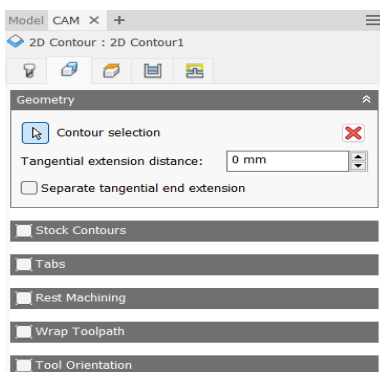 Model CAM × +
2D Contour : 2D Contour1
Geometry
Contour selection
Tangential extension distance: 0 mm
Separate tangential end extension
Stock Contours
Tabs
Rest Machining
Wrap Toolpath
Tool Orientation